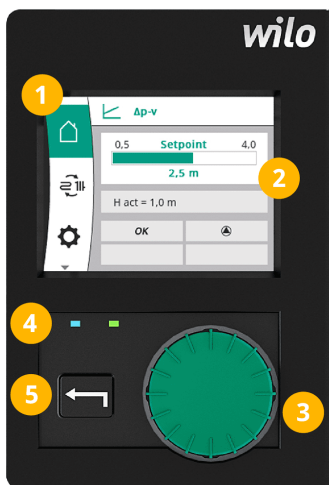 wilo
1
Δp-v
0,5 Setpoint 4,0
2,5 m
2
H act = 1,0 m
OK
4
5
3